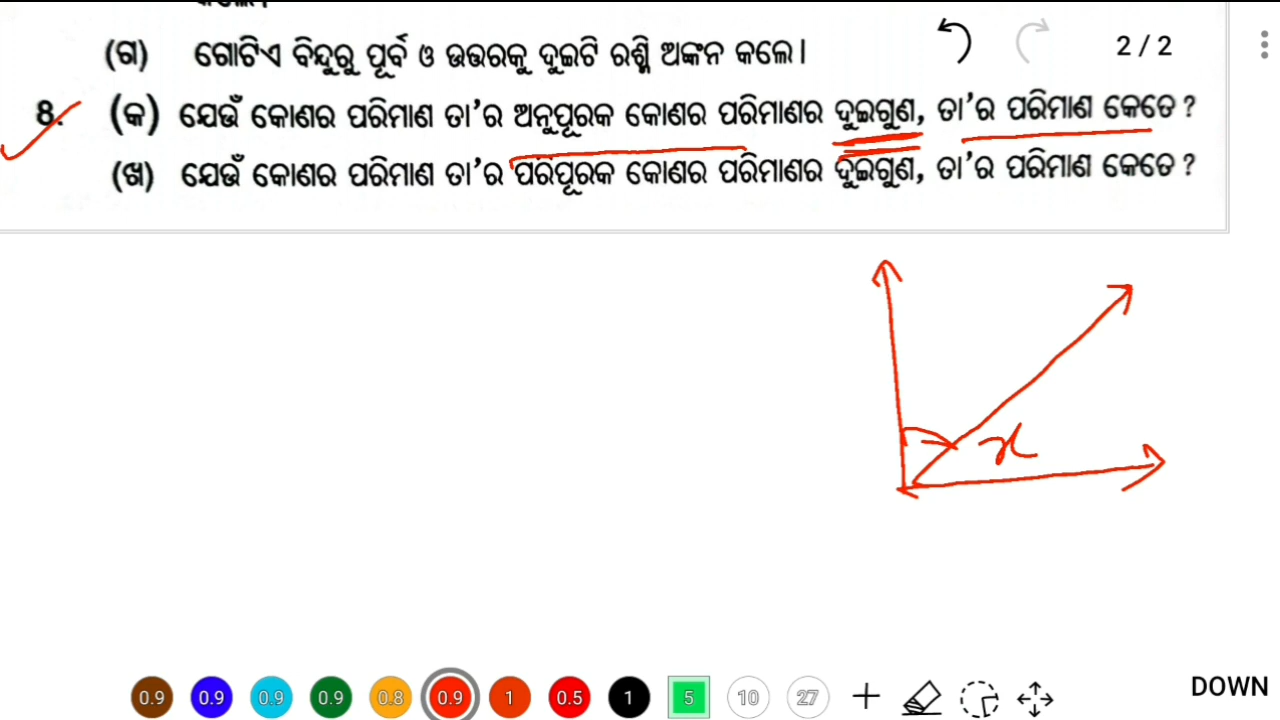 (ଗ) ଗୋଟିଏ ବିନ୍ଦୁରୁ ପୂର୍ବ ଓ ଉତ୍ତରକୁ ଦୁଇଟି ରଶ୍ମି ଅଙ୍କନ କଲେ।
2 / 2
8. (କ) ଯେଉଁ କୋଣର ପରିମାଣ ତା’ର ଅନୁପୂରକ କୋଣର ପରିମାଣର ଦୁଇଗୁଣ, ତା’ର ପରିମାଣ କେତେ ?
(ଖ) ଯେଉଁ କୋଣର ପରିମାଣ ତା’ର ପରିପୂରକ କୋଣର ପରିମାଣର ଦୁଇଗୁଣ, ତା’ର ପରିମାଣ କେତେ ?
x
0.9 0.9 0.9 0.9 0.8 0.9 1 0.5 1 5 10 27
DOWN